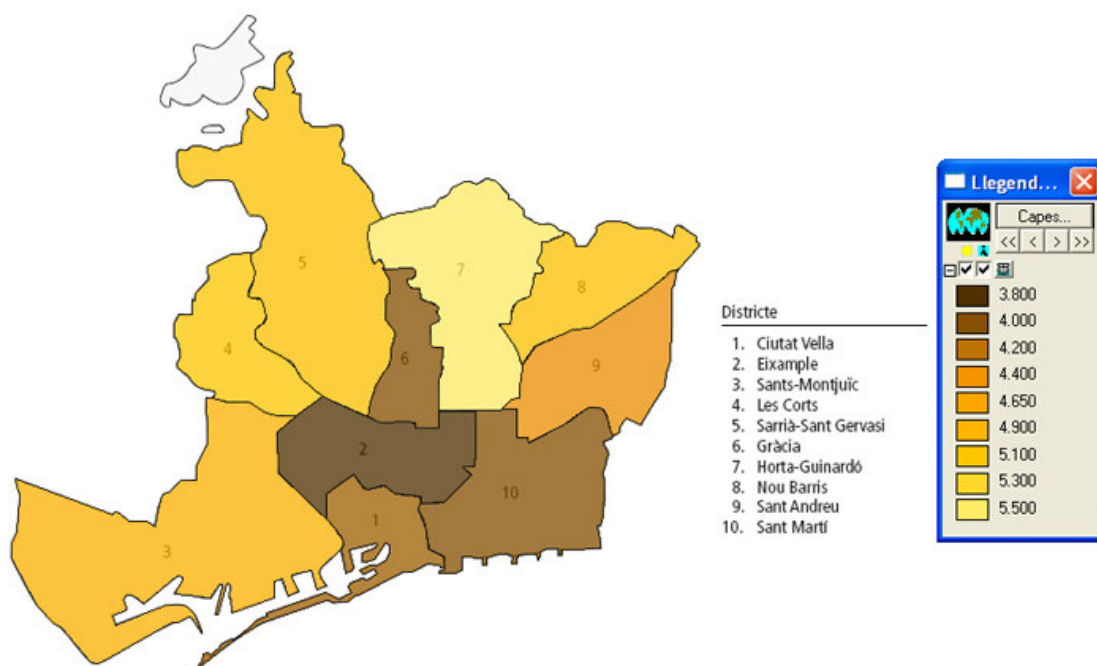 5
7
8
4
6
9
2
10
1
3
Districte
1. Ciutat Vella
2. Eixample
3. Sants-Montjuïc
4. Les Corts
5. Sarrià-Sant Gervasi
6. Gràcia
7. Horta-Guinardó
8. Nou Barris
9. Sant Andreu
10. Sant Martí
Llegend...
Capes...
<< < > >>
3.800
4.000
4.200
4.400
4.650
4.900
5.100
5.300
5.500